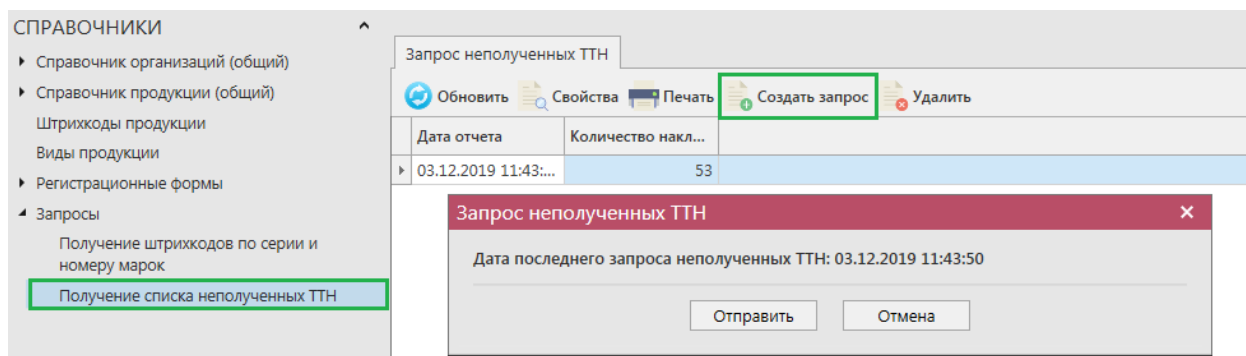 СПРАВОЧНИКИ
Справочник организаций (общий)
Справочник продукции (общий)
Штрихкоды продукции
Виды продукции
Регистрационные формы
Запросы
Получение штрихкодов по серии и
номеру марок
Получение списка неполученных ТТН
Запрос неполученных ТТН
Обновить Свойства Печать Создать запрос Удалить
Дата отчета Количество накл...
03.12.2019 11:43:... 53
Запрос неполученных ТТН
Дата последнего запроса неполученных ТТН: 03.12.2019 11:43:50
Отправить Отмена